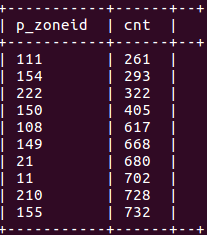 +-----------+------+--+
| p_zoneid | cnt |
+-----------+------+--+
| 111 | 261 |
| 154 | 293 |
| 222 | 322 |
| 150 | 405 |
| 108 | 617 |
| 149 | 668 |
| 21 | 680 |
| 11 | 702 |
| 210 | 728 |
| 155 | 732 |
+-----------+------+--+